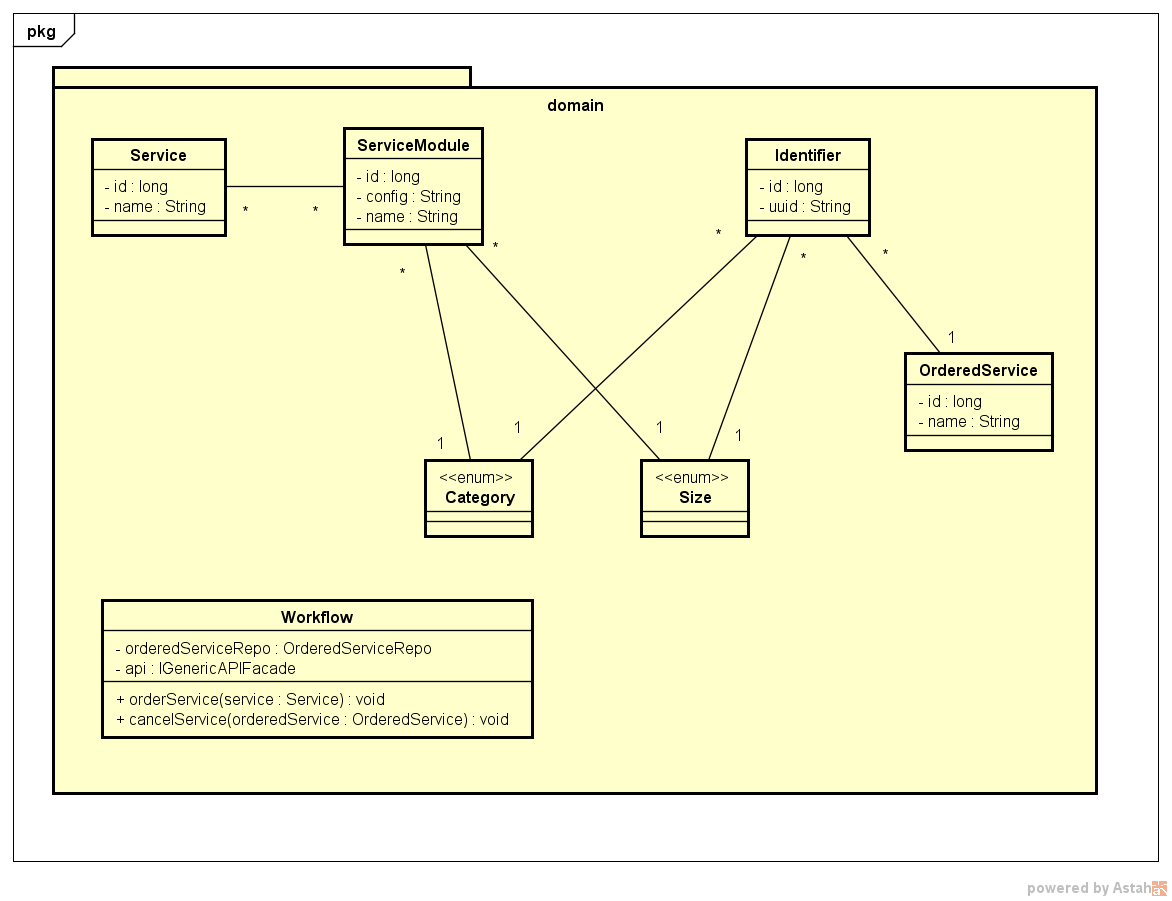 pkg
domain
Service
- id : long
- name : String
*
*
ServiceModule
- id : long
- config : String
- name : String
*
*
Identifier
- id : long
- uuid : String
*
*
*
1
OrderedService
- id : long
- name : String
1
1
1
1
<<enum>>
Category
<<enum>>
Size
Workflow
- orderedServiceRepo : OrderedServiceRepo
- api : IGenericAPIFacade
+ orderService(service : Service) : void
+ cancelService(orderedService : OrderedService) : void
powered by Astah